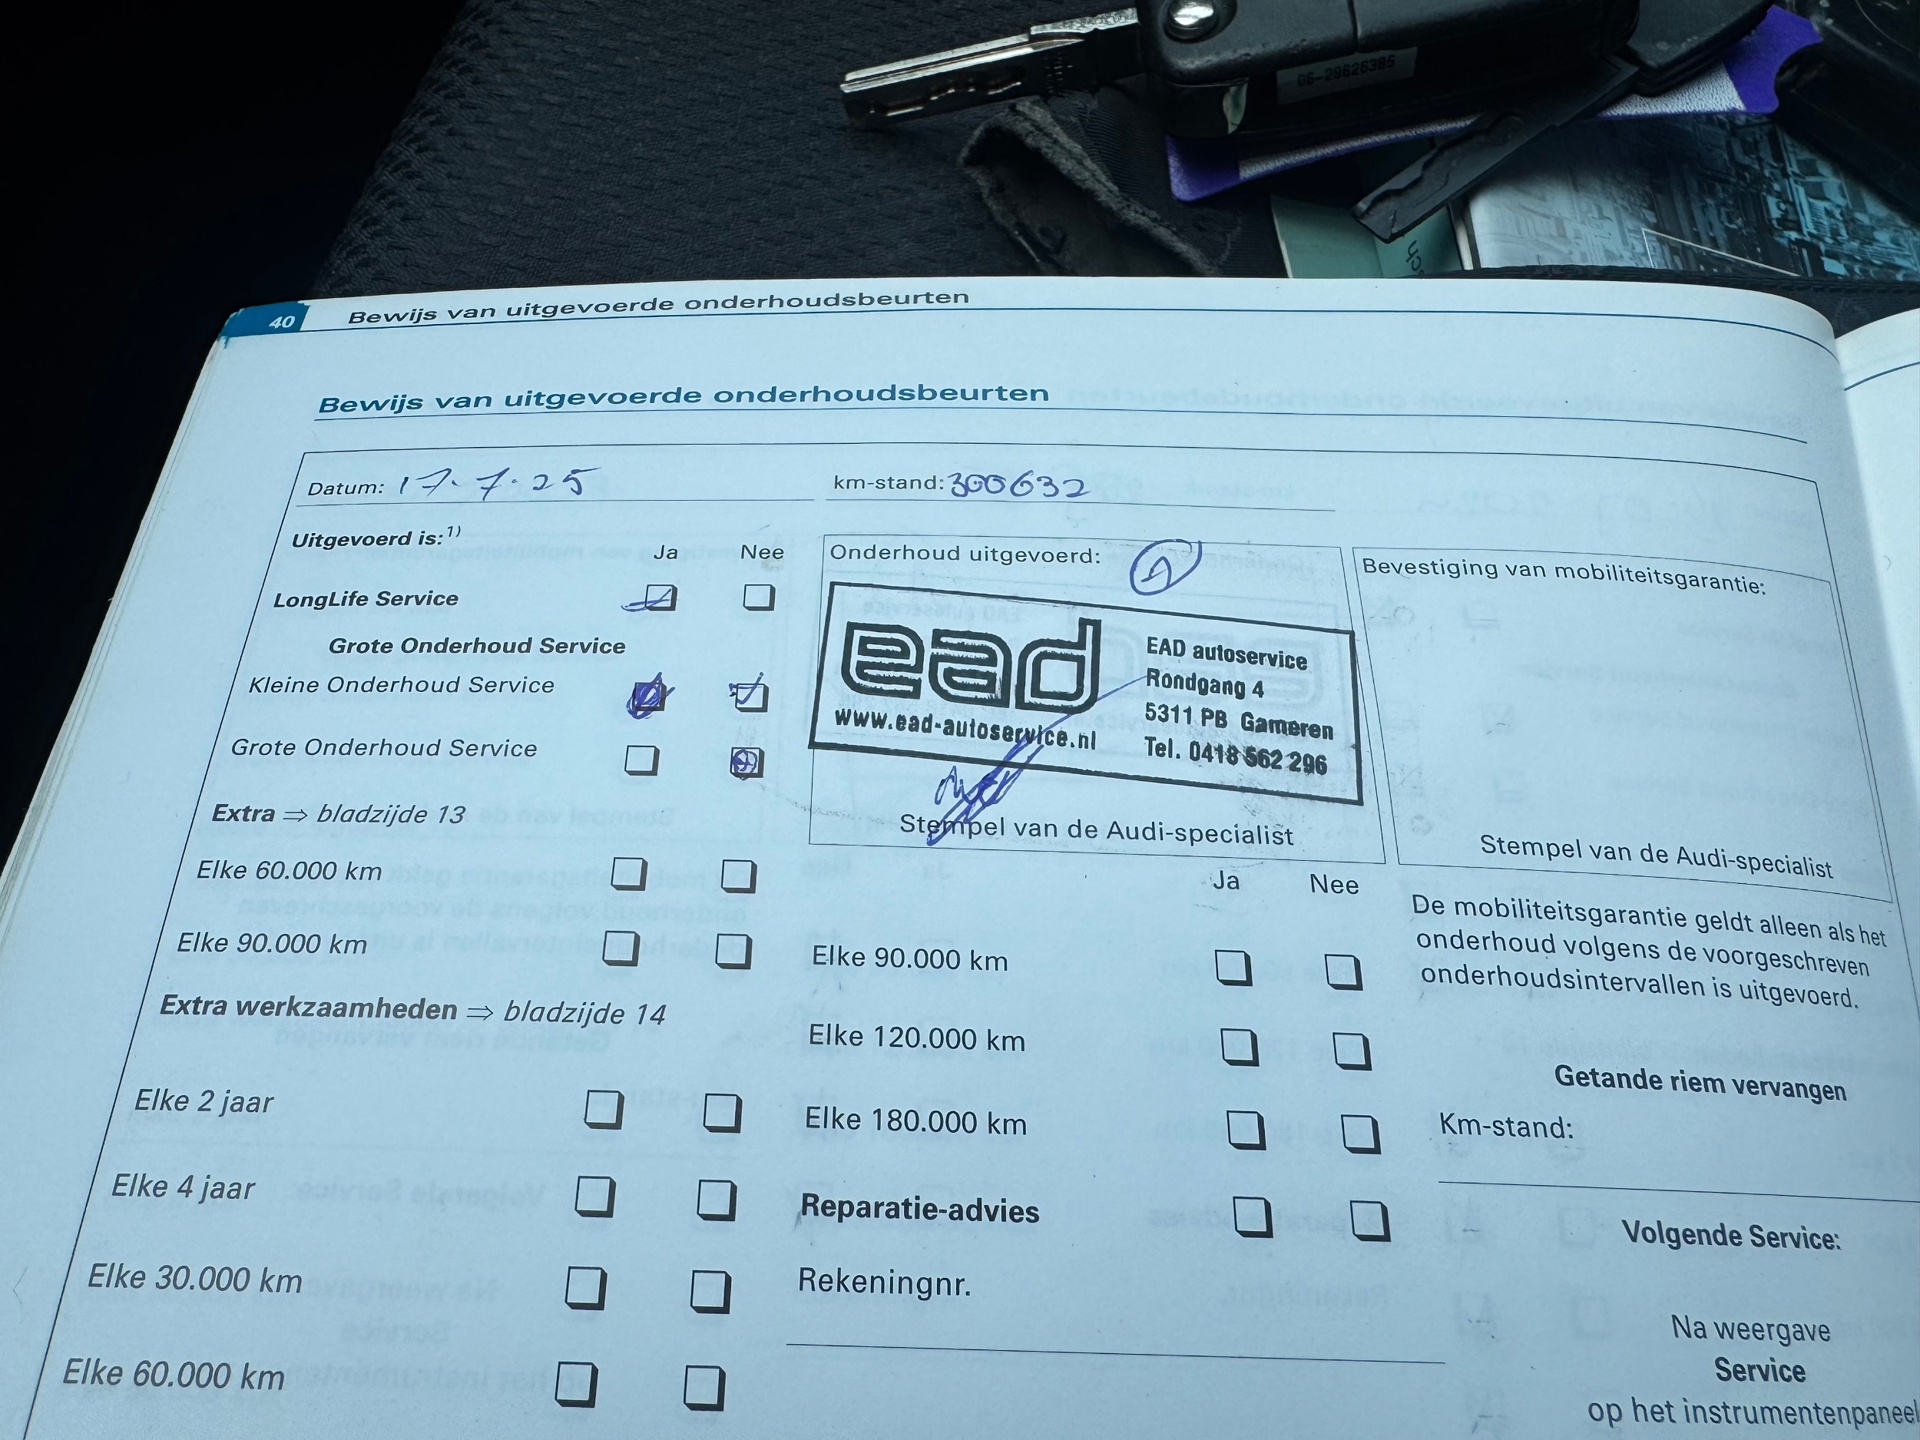 06-29626385
ch
40 Bewijs van uitgevoerde onderhoudsbeurten
Bewijs van uitgevoerde onderhoudsbeurten
Datum: 17-7-25 km-stand: 300632
Uitgevoerd is:1)
Ja Nee
LongLife Service
Grote Onderhoud Service
Kleine Onderhoud Service
Grote Onderhoud Service
Extra ⇒ bladzijde 13
Elke 60.000 km
Elke 90.000 km
Extra werkzaamheden ⇒ bladzijde 14
Elke 2 jaar
Elke 4 jaar
Elke 30.000 km
Elke 60.000 km
Onderhoud uitgevoerd:
ead
www.ead-autoservice.nl
EAD autoservice
Rondgang 4
5311 PB Gameren
Tel. 0418 562 296
Stempel van de Audi-specialist
Ja Nee
Elke 90.000 km
Elke 120.000 km
Elke 180.000 km
Reparatie-advies
Rekeningnr.
Bevestiging van mobiliteitsgarantie:
Stempel van de Audi-specialist
De mobiliteitsgarantie geldt alleen als het
onderhoud volgens de voorgeschreven
onderhoudsintervallen is uitgevoerd.
Getande riem vervangen
Km-stand:
Volgende Service:
Na weergave
Service
op het instrumentenpaneel